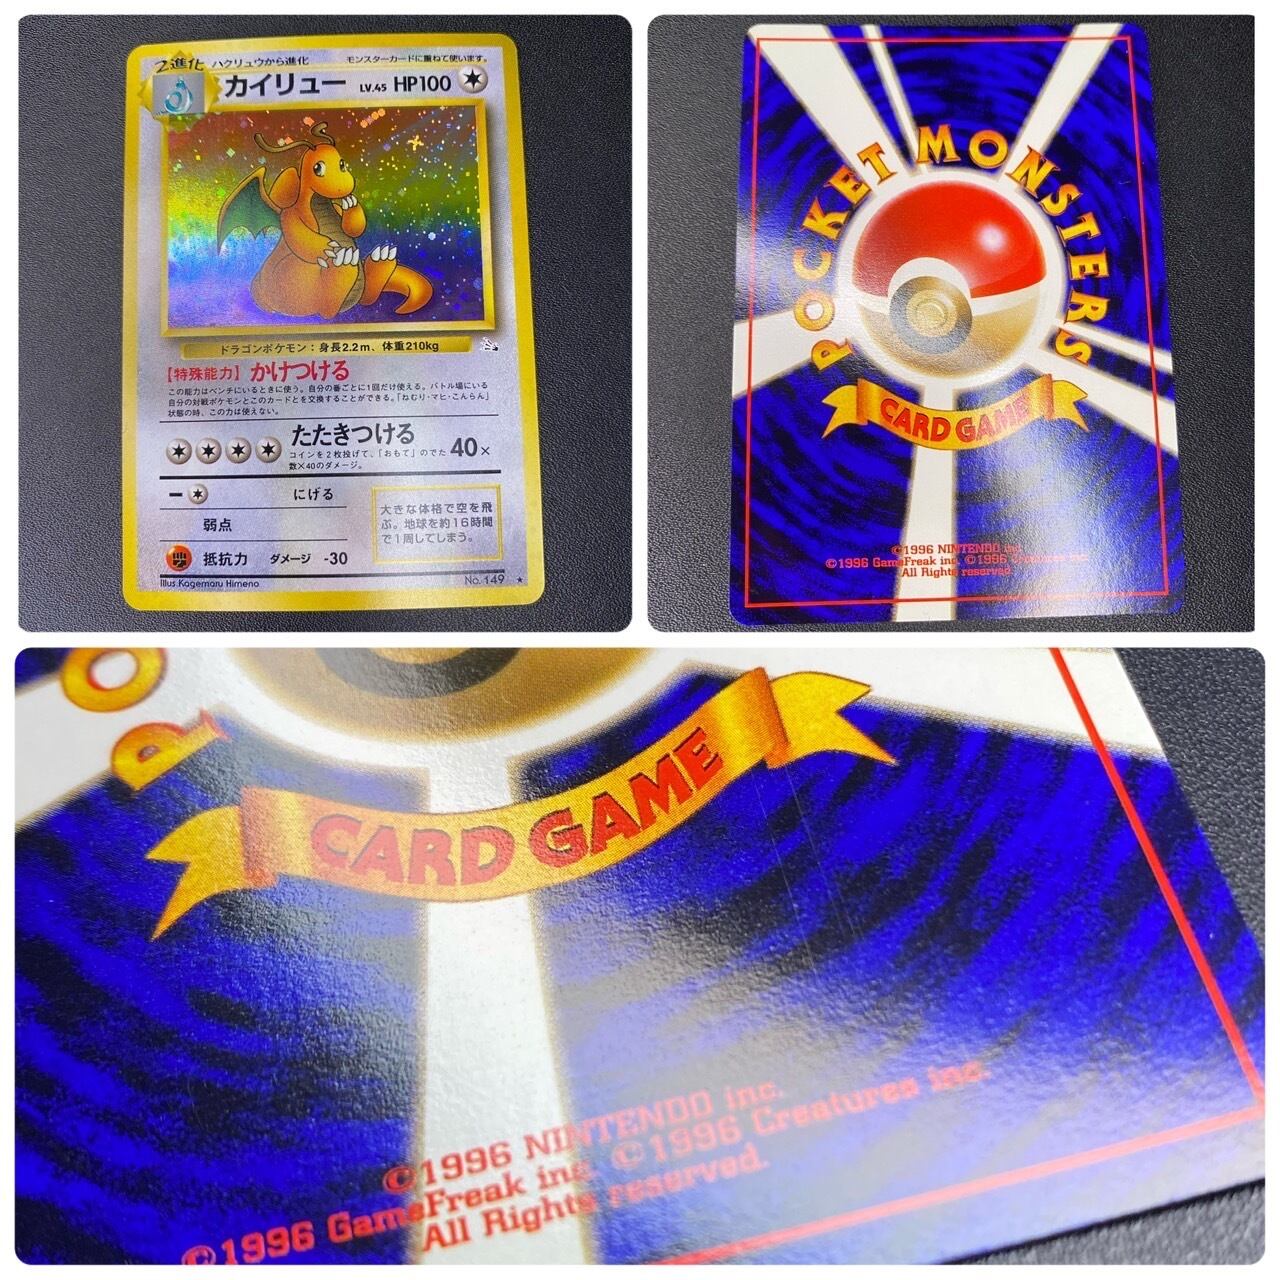 2進化 ハクリュウから進化 モンスターカードに重ねて使います。
カイリュー LV.45 HP100
ドラゴンポケモン：身長2.2m、体重210kg
【特殊能力】かけつける
この能力はベンチにいるときに使う。自分の番ごとに1回だけ使える。バトル場にいる
自分の対戦ポケモンとこのカードとを交換することができる。「ねむり・マヒ・こんらん」
状態の時、この力は使えない。
たたきつける 40×
コインを2枚投げて、「おもて」のでた
数×40のダメージ。
にげる
弱点
抵抗力 ダメージ -30
大きな体格で空を飛
ぶ。地球を約16時間
で1周してしまう。
Illus.Kagemaru Himeno No. 149 ★
POCKET MONSTERS
CARD GAME
©1996 NINTENDO inc.
©1996 GameFreak inc. ©1996 Creatures inc.
All Rights reserved.
PO
CARD GAME
©1996 NINTENDO inc.
©1996 GameFreak inc. ©1996 Creatures inc.
All Rights reserved.